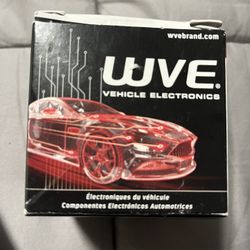 wvebrand.com
WVE®
VEHICLE ELECTRONICS
Électroniques du véhicule
Componentes Electrónicos Automotrices